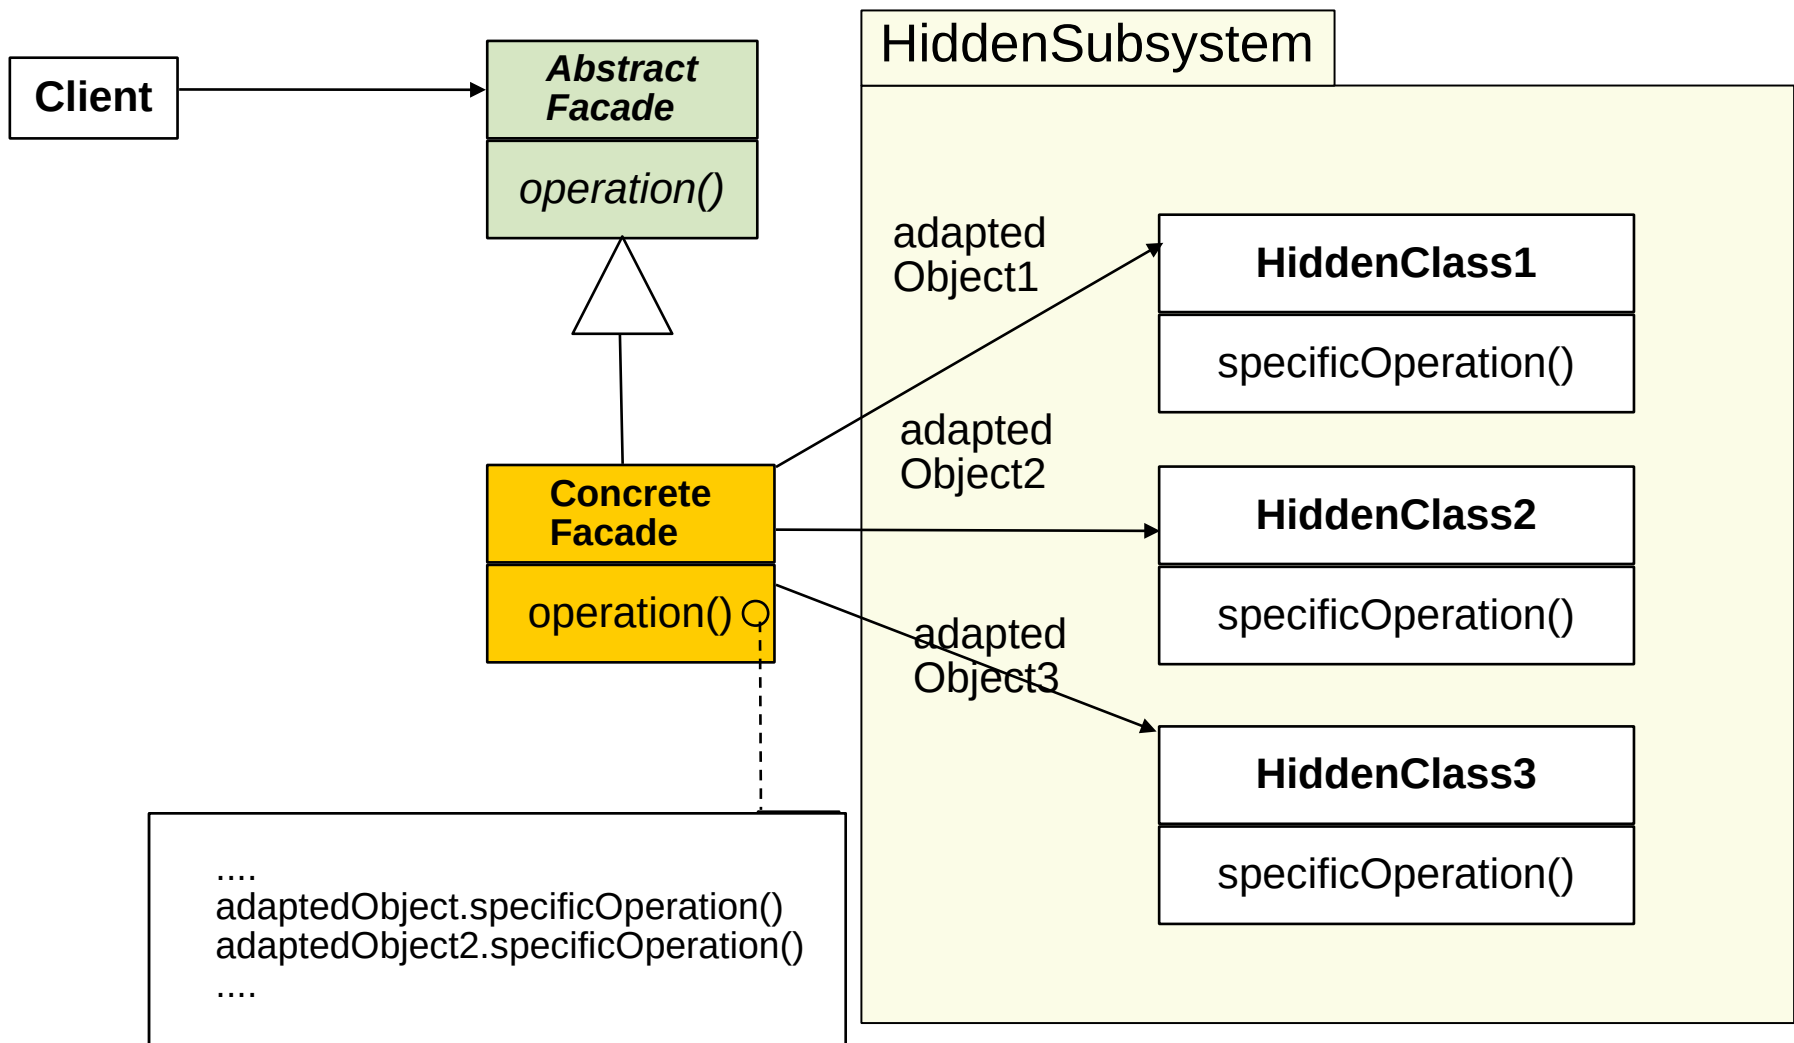 Client
Abstract
Facade
operation()
HiddenSubsystem
adapted
Object1
HiddenClass1
specificOperation()
adapted
Object2
HiddenClass2
specificOperation()
Concrete
Facade
operation()
adapted
Object3
HiddenClass3
specificOperation()
....
adaptedObject.specificOperation()
adaptedObject2.specificOperation()
....